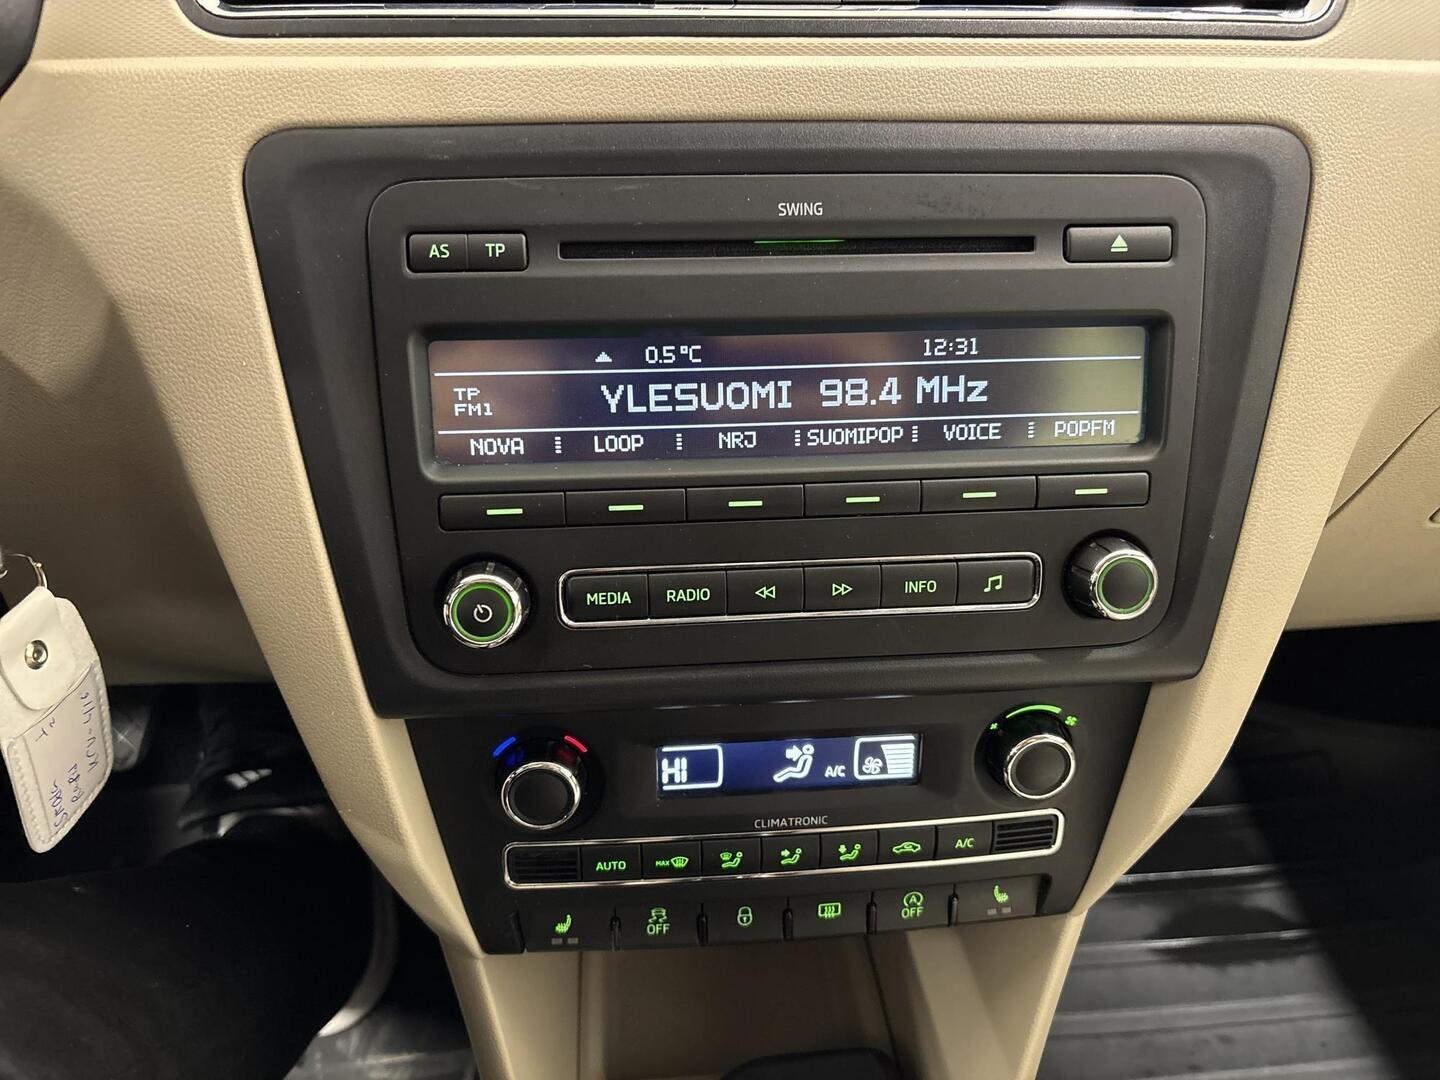 SWING
AS TP
0.5°C 12:31
TP
FM1
YLESUOMI 98.4 MHz
NOVA LOOP NRJ SUOMIPOP VOICE POPFM
MEDIA RADIO INFO
HI A/C
CLIMATRONIC
AUTO MAX A/C
OFF A OFF